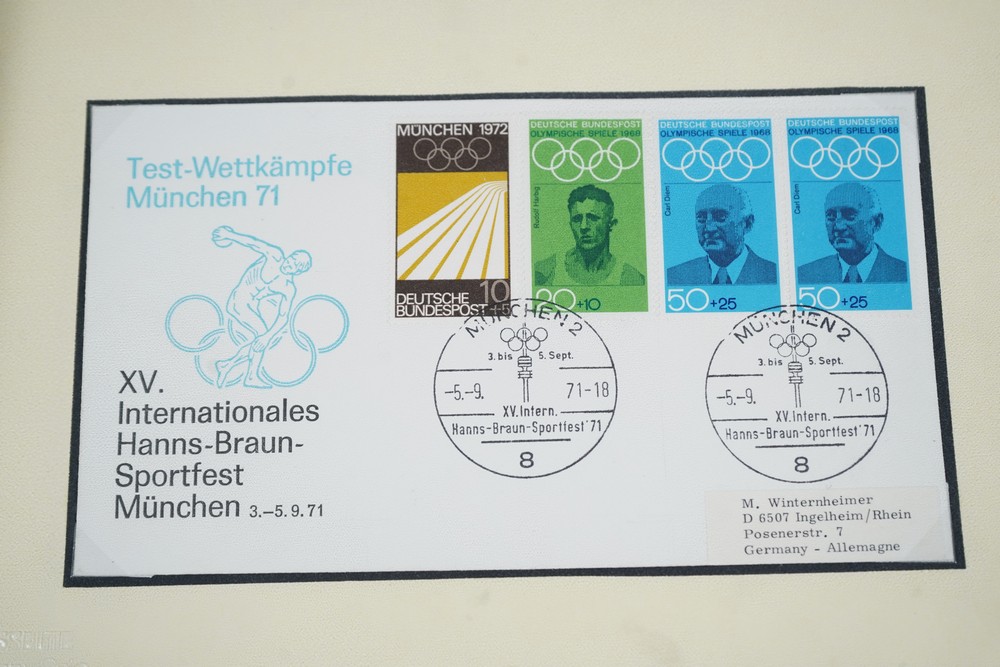 Test-Wettkämpfe
München 71
XV.
Internationales
Hanns-Braun-
Sportfest
München 3.–5.9.71
MÜNCHEN 1972
10
DEUTSCHE
BUNDESPOST +5
DEUTSCHE BUNDESPOST
OLYMPISCHE SPIELE 1968
Rudolf Harbig
+10
DEUTSCHE BUNDESPOST
OLYMPISCHE SPIELE 1968
Carl Diem
50 +25
DEUTSCHE BUNDESPOST
OLYMPISCHE SPIELE 1968
Carl Diem
50 +25
MÜNCHEN 2
3. bis 5. Sept.
-5.-9. 71-18
XV. Intern.
Hanns-Braun-Sportfest '71
8
MÜNCHEN 2
3. bis 5. Sept.
-5.-9. 71-18
XV. Intern.
Hanns-Braun-Sportfest '71
8
M. Winternheimer
D 6507 Ingelheim/Rhein
Posenerstr. 7
Germany - Allemagne